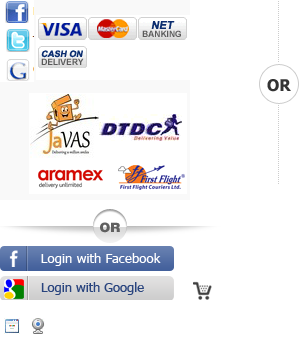 f
t
G
VISA
MasterCard
NET
BANKING
CASH ON
DELIVERY
OR
JaVAS
Delivering a million smiles
DTDC
Delivering Value
aramex
delivery unlimited
First Flight
First Flight Couriers Ltd.
OR
f Login with Facebook
g Login with Google